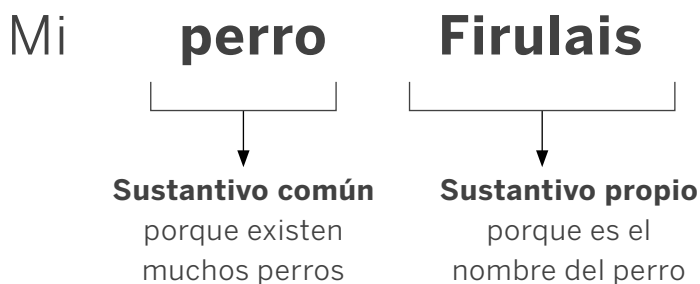 Mi perro Firulais
Sustantivo común
porque existen
muchos perros
Sustantivo propio
porque es el
nombre del perro